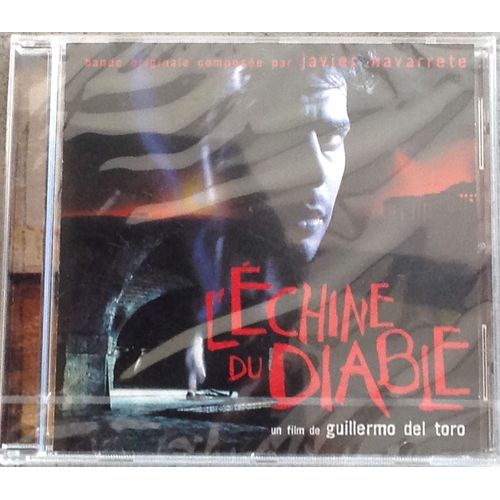 bande originale composée par javier navarrete
L'ÉCHINE
DU DIABLE
un film de guillermo del toro